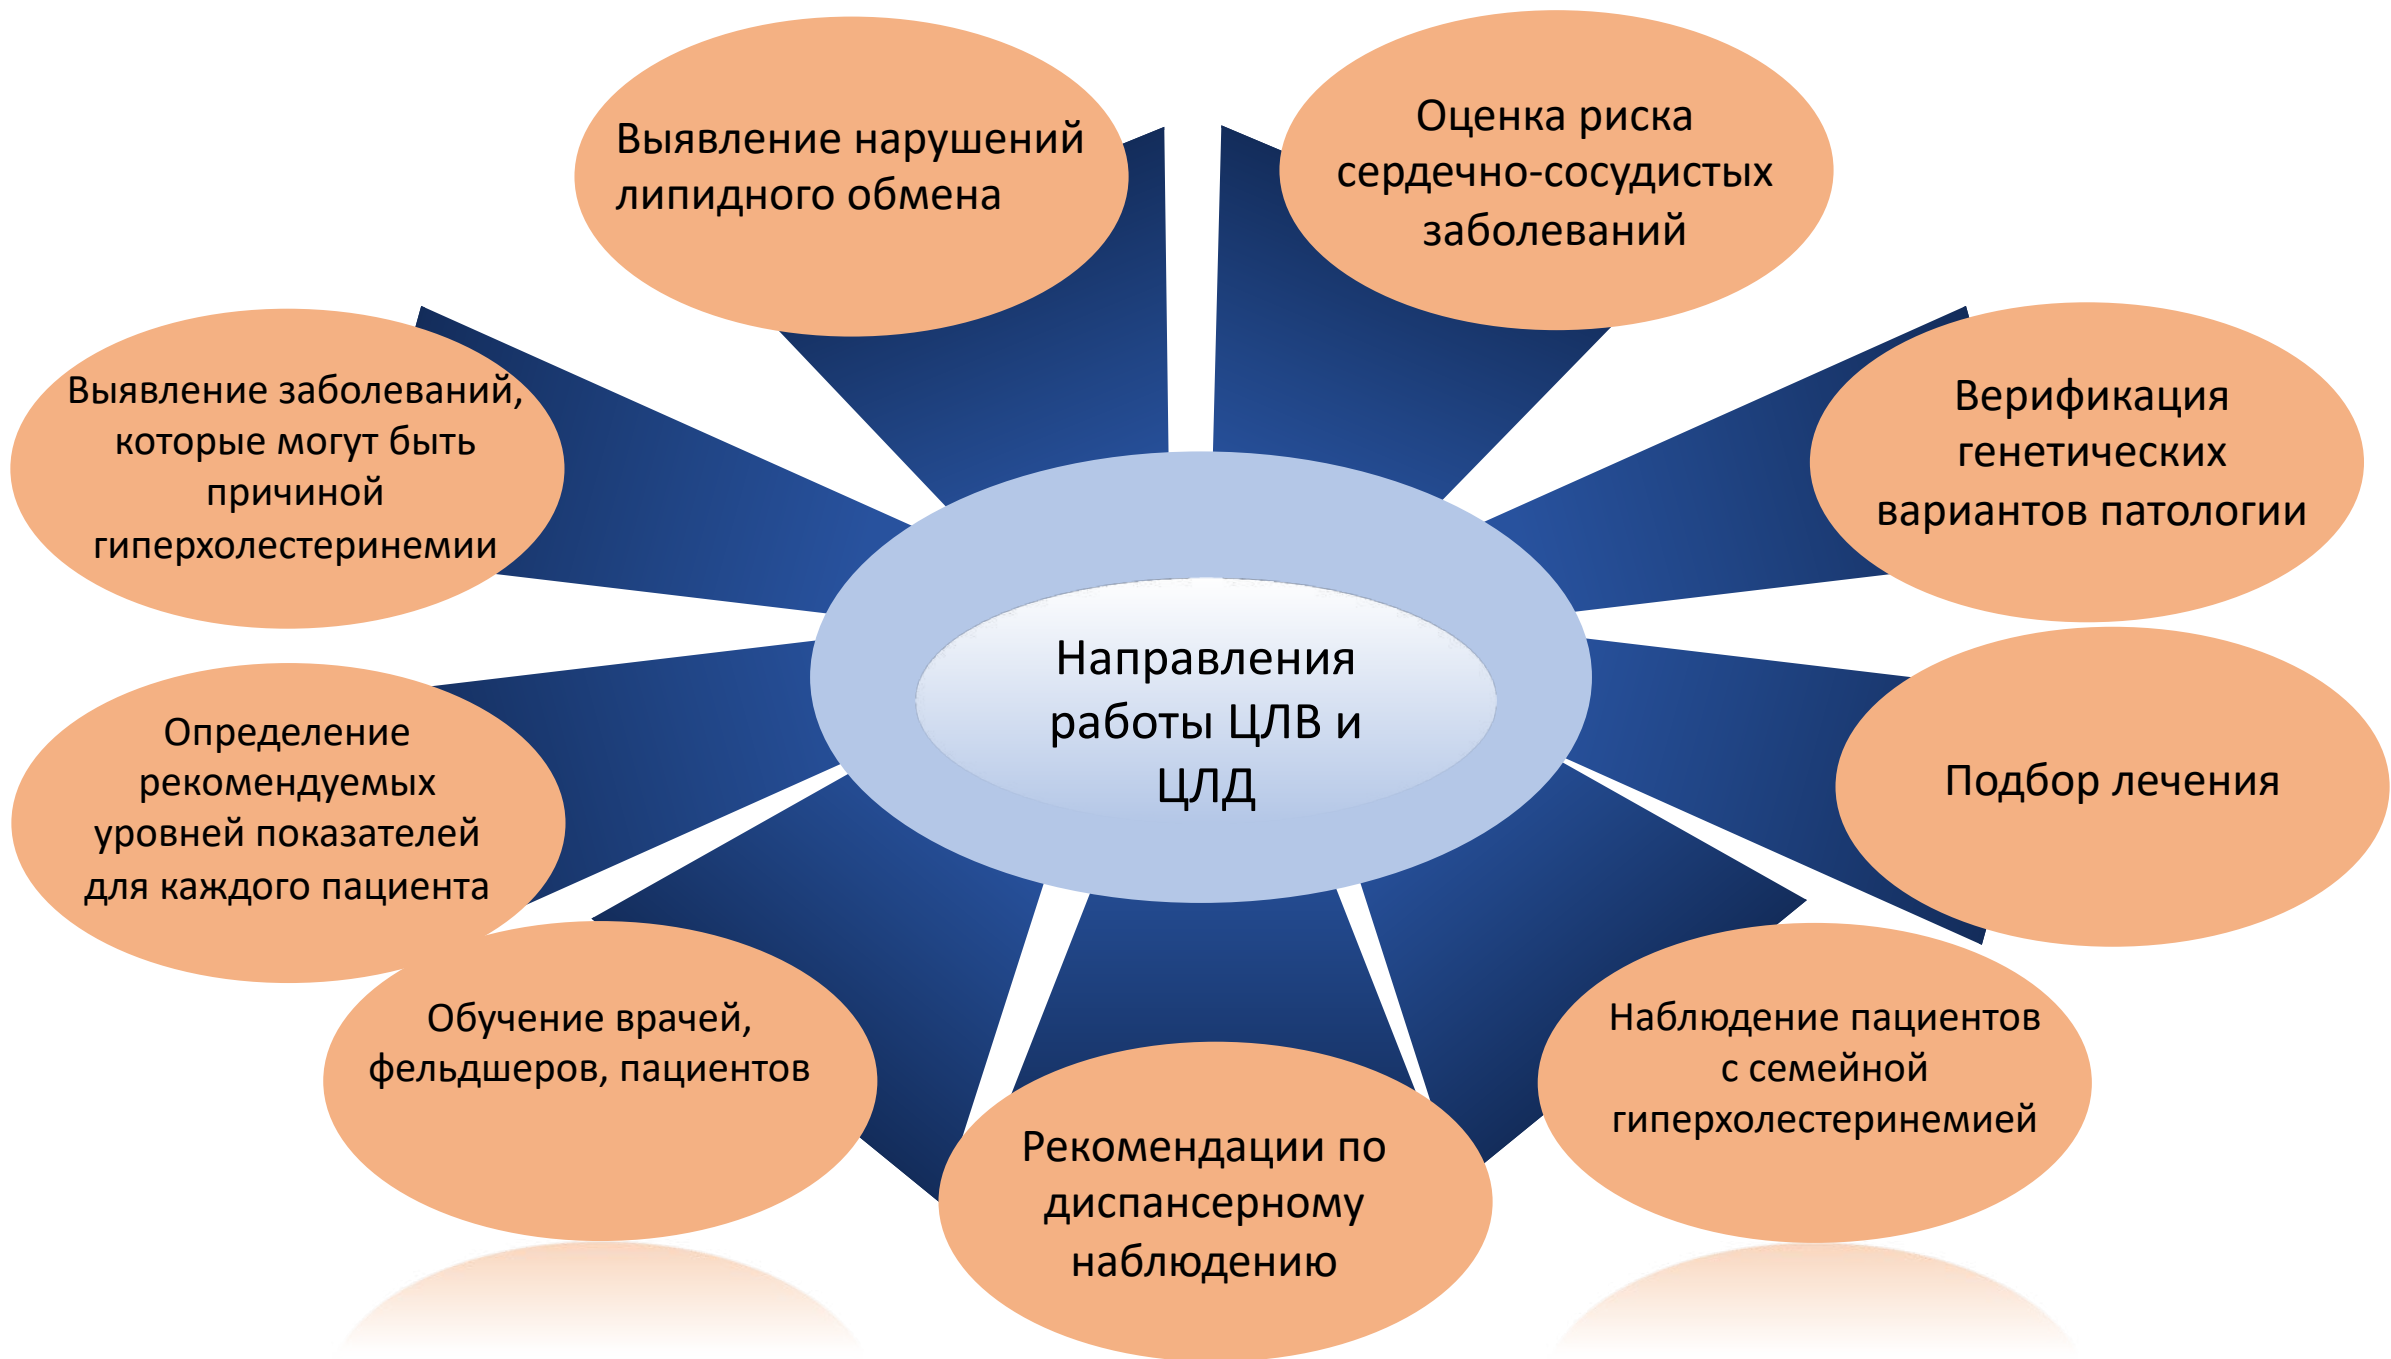 Выявление нарушений
липидного обмена
Оценка риска
сердечно-сосудистых
заболеваний
Выявление заболеваний,
которые могут быть
причиной
гиперхолестеринемии
Верификация
генетических
вариантов патологии
Направления
работы ЦЛВ и
ЦЛД
Определение
рекомендуемых
уровней показателей
для каждого пациента
Подбор лечения
Обучение врачей,
фельдшеров, пациентов
Наблюдение пациентов
с семейной
гиперхолестеринемией
Рекомендации по
диспансерному
наблюдению